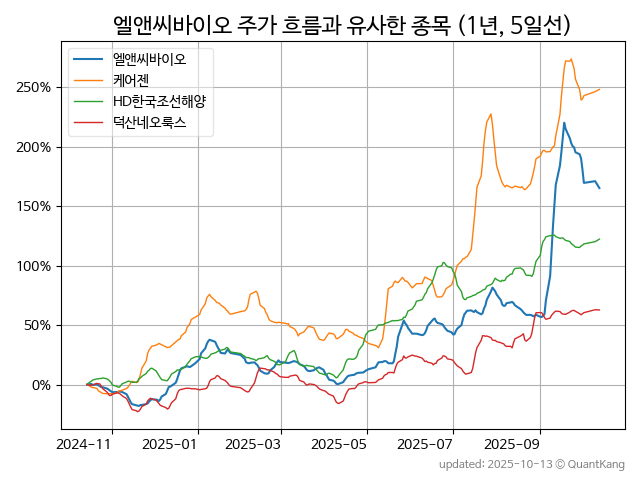 엘앤씨바이오 주가 흐름과 유사한 종목 (1년, 5일선)
엘앤씨바이오
케어젠
HD한국조선해양
덕산네오룩스
250%
200%
150%
100%
50%
0%
2024-11 2025-01 2025-03 2025-05 2025-07 2025-09
updated: 2025-10-13 © QuantKang